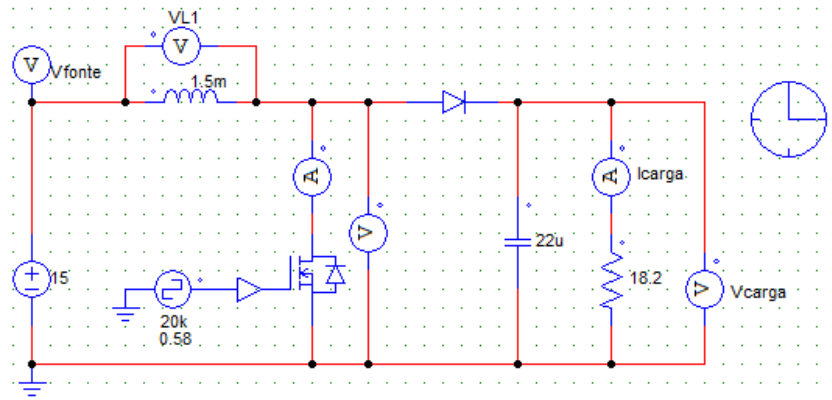 VL1
V
V
Vfonte
1.5m
A
A
Icarga
V
22u
15
18.2
V
Vcarga
20k
0.58